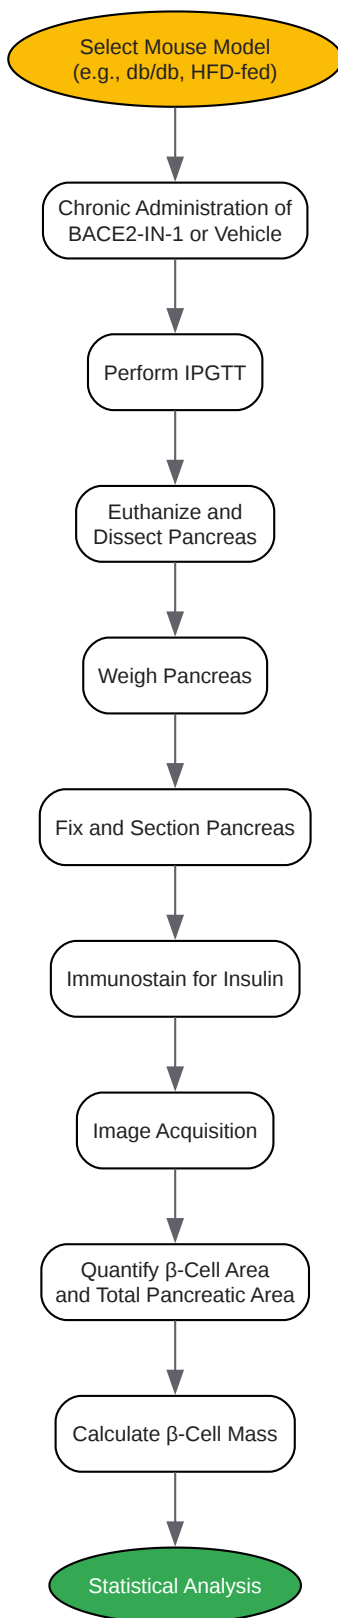 Select Mouse Model
(e.g., db/db, HFD-fed)
Chronic Administration of
BACE2-IN-1 or Vehicle
Perform IPGTT
Euthanize and
Dissect Pancreas
Weigh Pancreas
Fix and Section Pancreas
Immunostain for Insulin
Image Acquisition
Quantify β-Cell Area
and Total Pancreatic Area
Calculate β-Cell Mass
Statistical Analysis